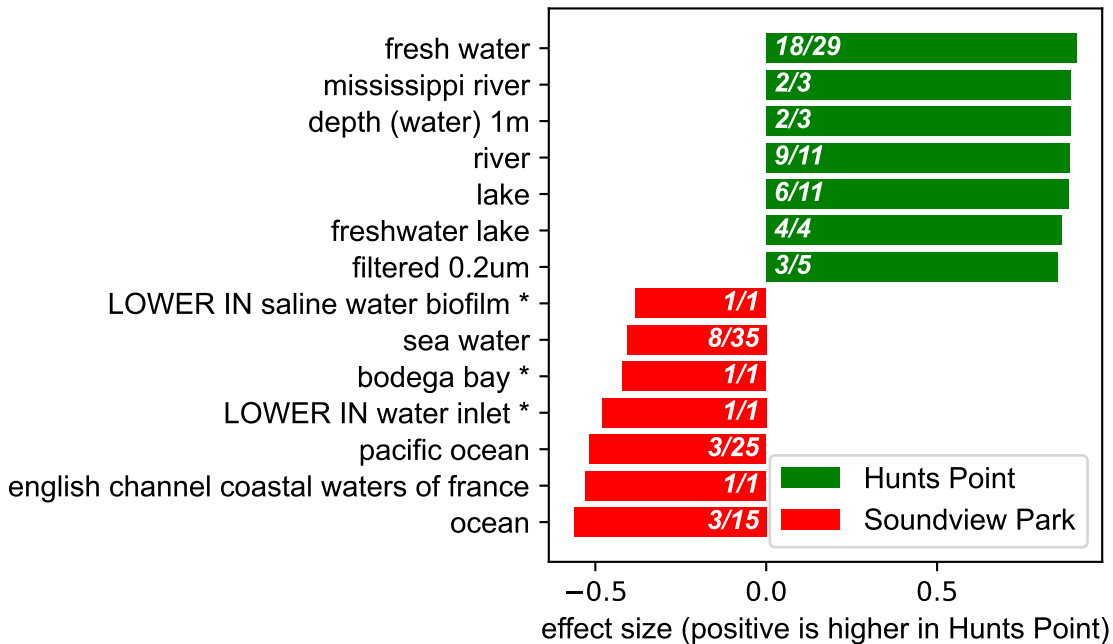 fresh water 18/29
mississippi river 2/3
depth (water) 1m 2/3
river 9/11
lake 6/11
freshwater lake 4/4
filtered 0.2um 3/5
LOWER IN saline water biofilm * 1/1
sea water 8/35
bodega bay * 1/1
LOWER IN water inlet * 1/1
pacific ocean 3/25
english channel coastal waters of france 1/1
ocean 3/15
Hunts Point
Soundview Park
−0.5 0.0 0.5
effect size (positive is higher in Hunts Point)